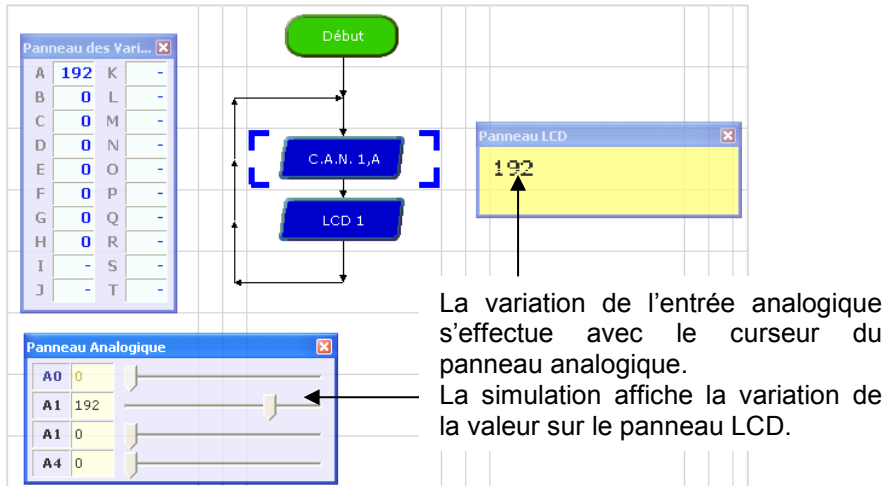 Début
Panneau des Vari...
A 192 K -
B 0 L -
C 0 M -
D 0 N -
E 0 O -
F 0 P -
G 0 Q -
H 0 R -
I - S -
J - T -
C.A.N. 1,A
LCD 1
Panneau LCD
192
La variation de l’entrée analogique
s’effectue avec le curseur du
panneau analogique.
La simulation affiche la variation de
la valeur sur le panneau LCD.
Panneau Analogique
A0 0
A1 192
A1 0
A4 0